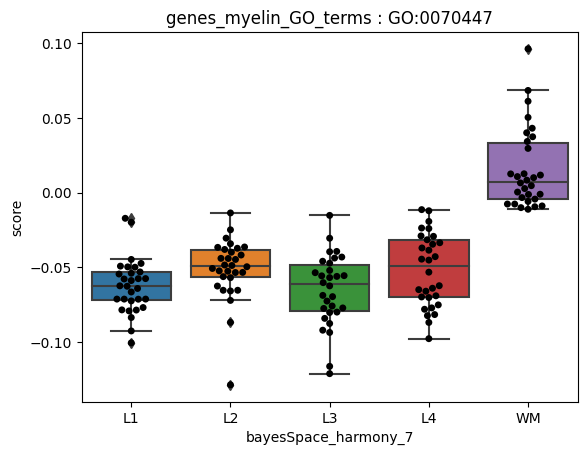 genes_myelin_GO_terms : GO:0070447
0.10
0.05
0.00
−0.05
−0.10
score
L1 L2 L3 L4 WM
bayesSpace_harmony_7